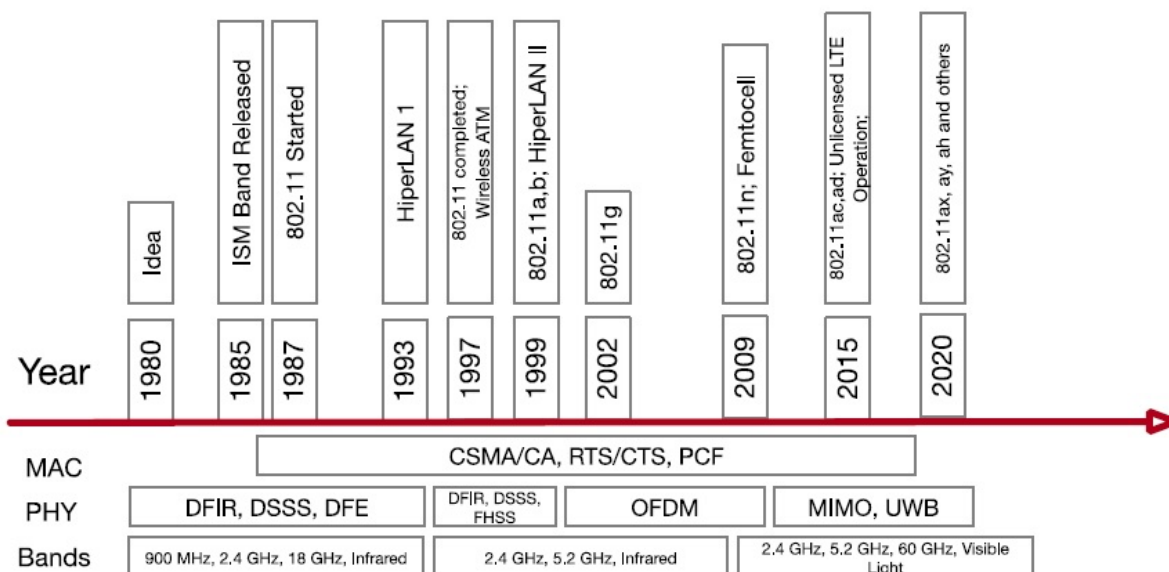 Idea
ISM Band Released
802.11 Started
HiperLAN 1
802.11 completed;
Wireless ATM
802.11a,b; HiperLAN II
802.11g
802.11n; Femtocell
802.11ac,ad; Unlicensed LTE
Operation;
802.11ax, ay, ah and others
Year
1980
1985
1987
1993
1997
1999
2002
2009
2015
2020
MAC
CSMA/CA, RTS/CTS, PCF
PHY
DFIR, DSSS, DFE
DFIR, DSSS,
FHSS
OFDM
MIMO, UWB
Bands
900 MHz, 2.4 GHz, 18 GHz, Infrared
2.4 GHz, 5.2 GHz, Infrared
2.4 GHz, 5.2 GHz, 60 GHz, Visible
Light